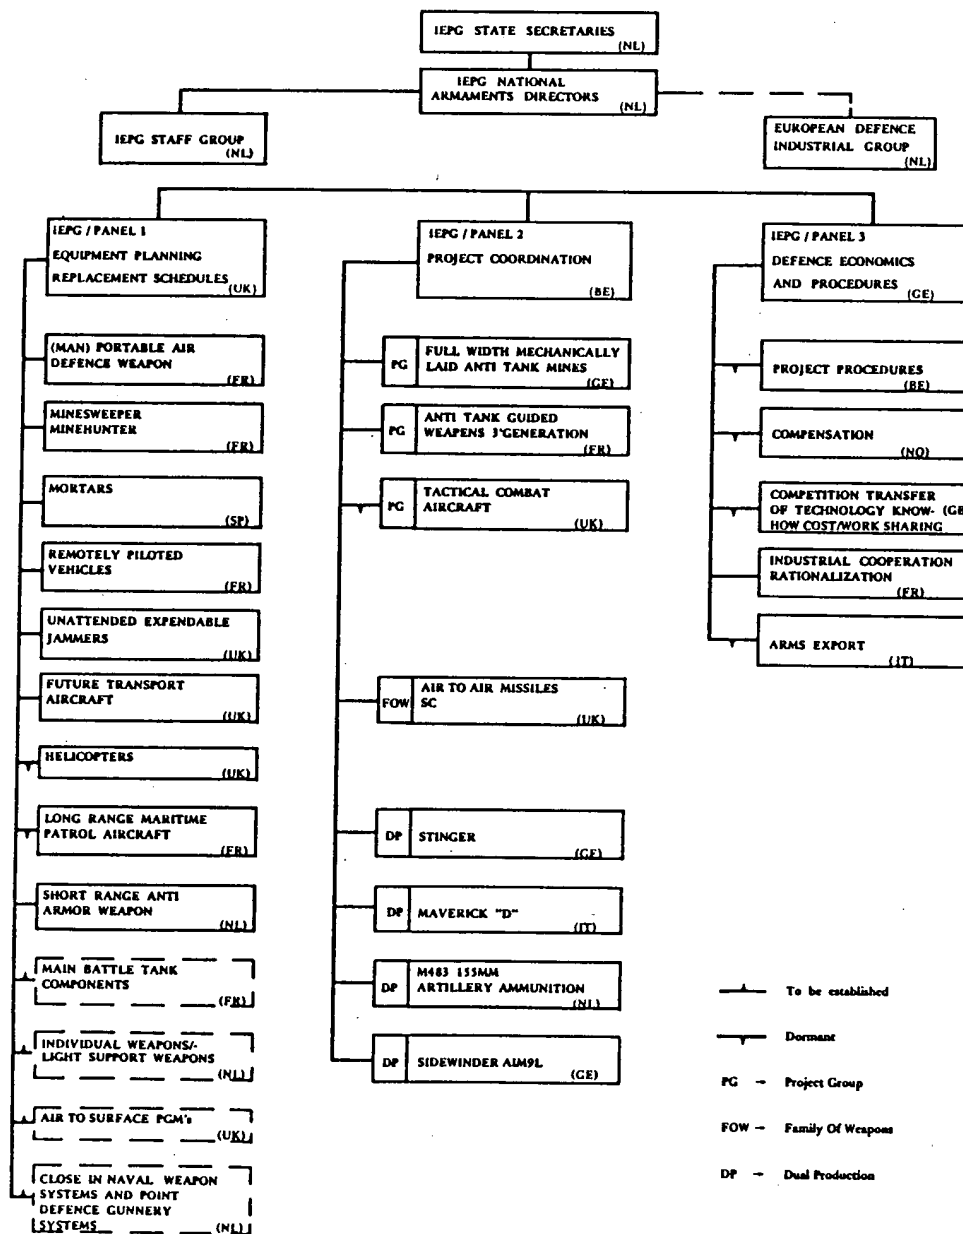 IEPG STATE SECRETARIES
(NL)
IEPG NATIONAL
ARMAMENTS DIRECTORS
(NL)
IEPG STAFF GROUP
(NL)
EUROPEAN DEFENCE
INDUSTRIAL GROUP
(NL)
IEPG / PANEL 1
EQUIPMENT PLANNING
REPLACEMENT SCHEDULES
(UK)
(MAN) PORTABLE AIR
DEFENCE WEAPON
(FR)
MINESWEEPER
MINEHUNTER
(FR)
MORTARS
(SP)
REMOTELY PILOTED
VEHICLES
(FR)
UNATTENDED EXPENDABLE
JAMMERS
(UK)
FUTURE TRANSPORT
AIRCRAFT
(UK)
HELICOPTERS
(UK)
LONG RANGE MARITIME
PATROL AIRCRAFT
(FR)
SHORT RANGE ANTI
ARMOR WEAPON
(NL)
MAIN BATTLE TANK
COMPONENTS
(FR)
INDIVIDUAL WEAPONS/-
LIGHT SUPPORT WEAPONS
(NL)
AIR TO SURFACE PGM's
(UK)
CLOSE IN NAVAL WEAPON
SYSTEMS AND POINT
DEFENCE GUNNERY
SYSTEMS
(NL)
IEPG / PANEL 2
PROJECT COORDINATION
(BE)
PG FULL WIDTH MECHANICALLY
LAID ANTI TANK MINES
(GE)
PG ANTI TANK GUIDED
WEAPENS 3°GENERATION
(FR)
PG TACTICAL COMBAT
AIRCRAFT
(UK)
FOW AIR TO AIR MISSILES
SC
(UK)
DP STINGER
(GE)
DP MAVERICK "D"
(IT)
DP M483 155MM
ARTILLERY AMMUNITION
(NL)
DP SIDEWINDER AIM9L
(GE)
IEPG / PANEL 3
DEFENCE ECONOMICS
AND PROCEDURES
(GE)
PROJECT PROCEDURES
(BE)
COMPENSATION
(NO)
COMPETITION TRANSFER
OF TECHNOLOGY KNOW- (GE
HOW COST/WORK SHARING
INDUSTRIAL COOPERATION
RATIONALIZATION
(FR)
ARMS EXPORT
(IT)
To be established
Dormant
PG → Project Group
FOW → Family Of Weapons
DP → Dual Production